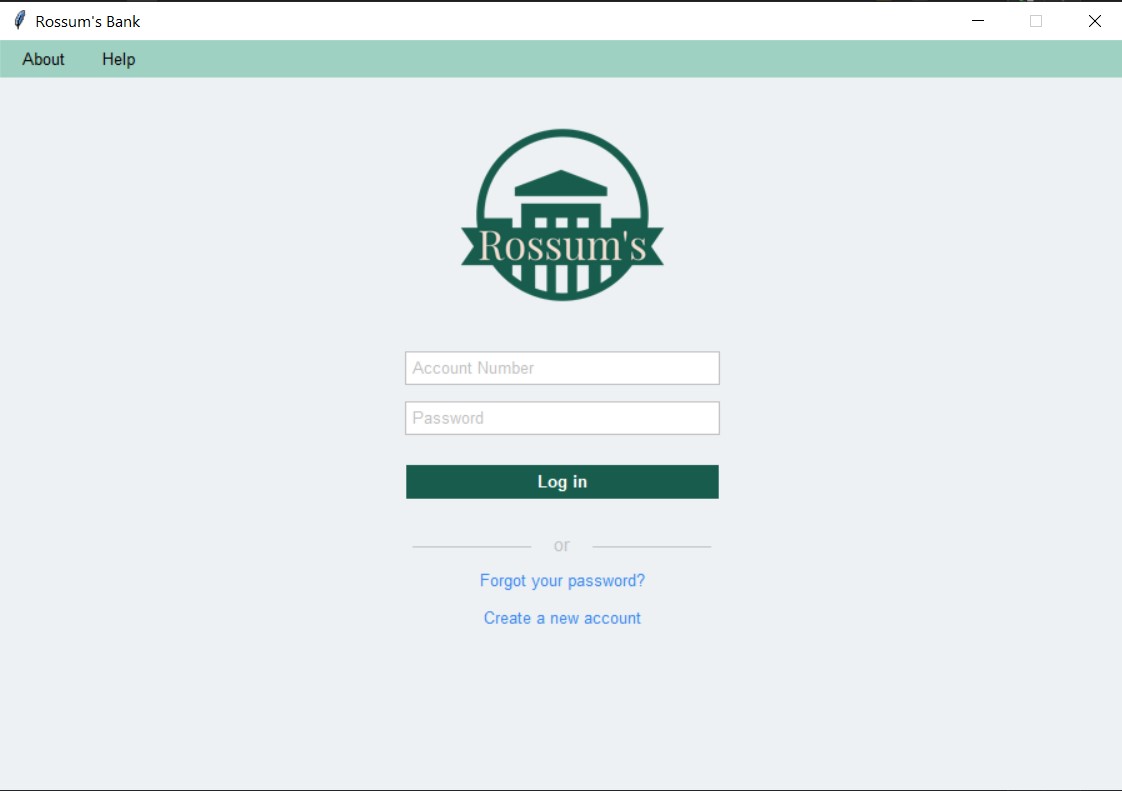 Rossum's Bank
About Help
Rossum's
Account Number
Password
Log in
or
Forgot your password?
Create a new account